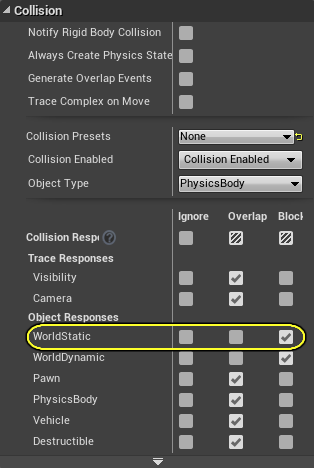 Collision
Notify Rigid Body Collision
Always Create Physics State
Generate Overlap Events
Trace Complex on Move
Collision Presets None
Collision Enabled Collision Enabled
Object Type PhysicsBody
Ignore Overlap Block
Collision Respo ?
Trace Responses
Visibility
Camera
Object Responses
WorldStatic
WorldDynamic
Pawn
PhysicsBody
Vehicle
Destructible